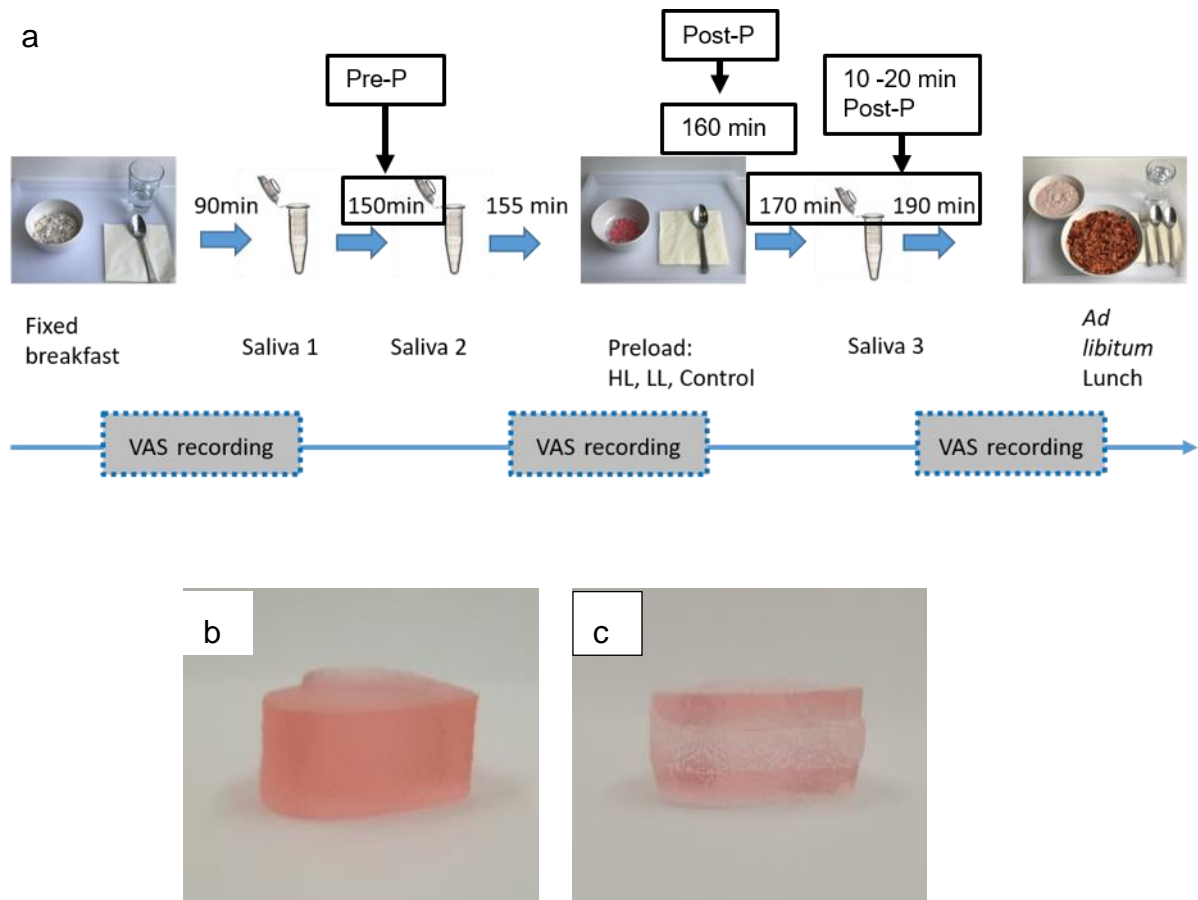 a
Post-P
Pre-P
10 -20 min
Post-P
160 min
90min
150min
155 min
170 min
190 min
Fixed
breakfast
Saliva 1
Saliva 2
Preload:
HL, LL, Control
Saliva 3
Ad
libitum
Lunch
VAS recording
VAS recording
VAS recording
b
c